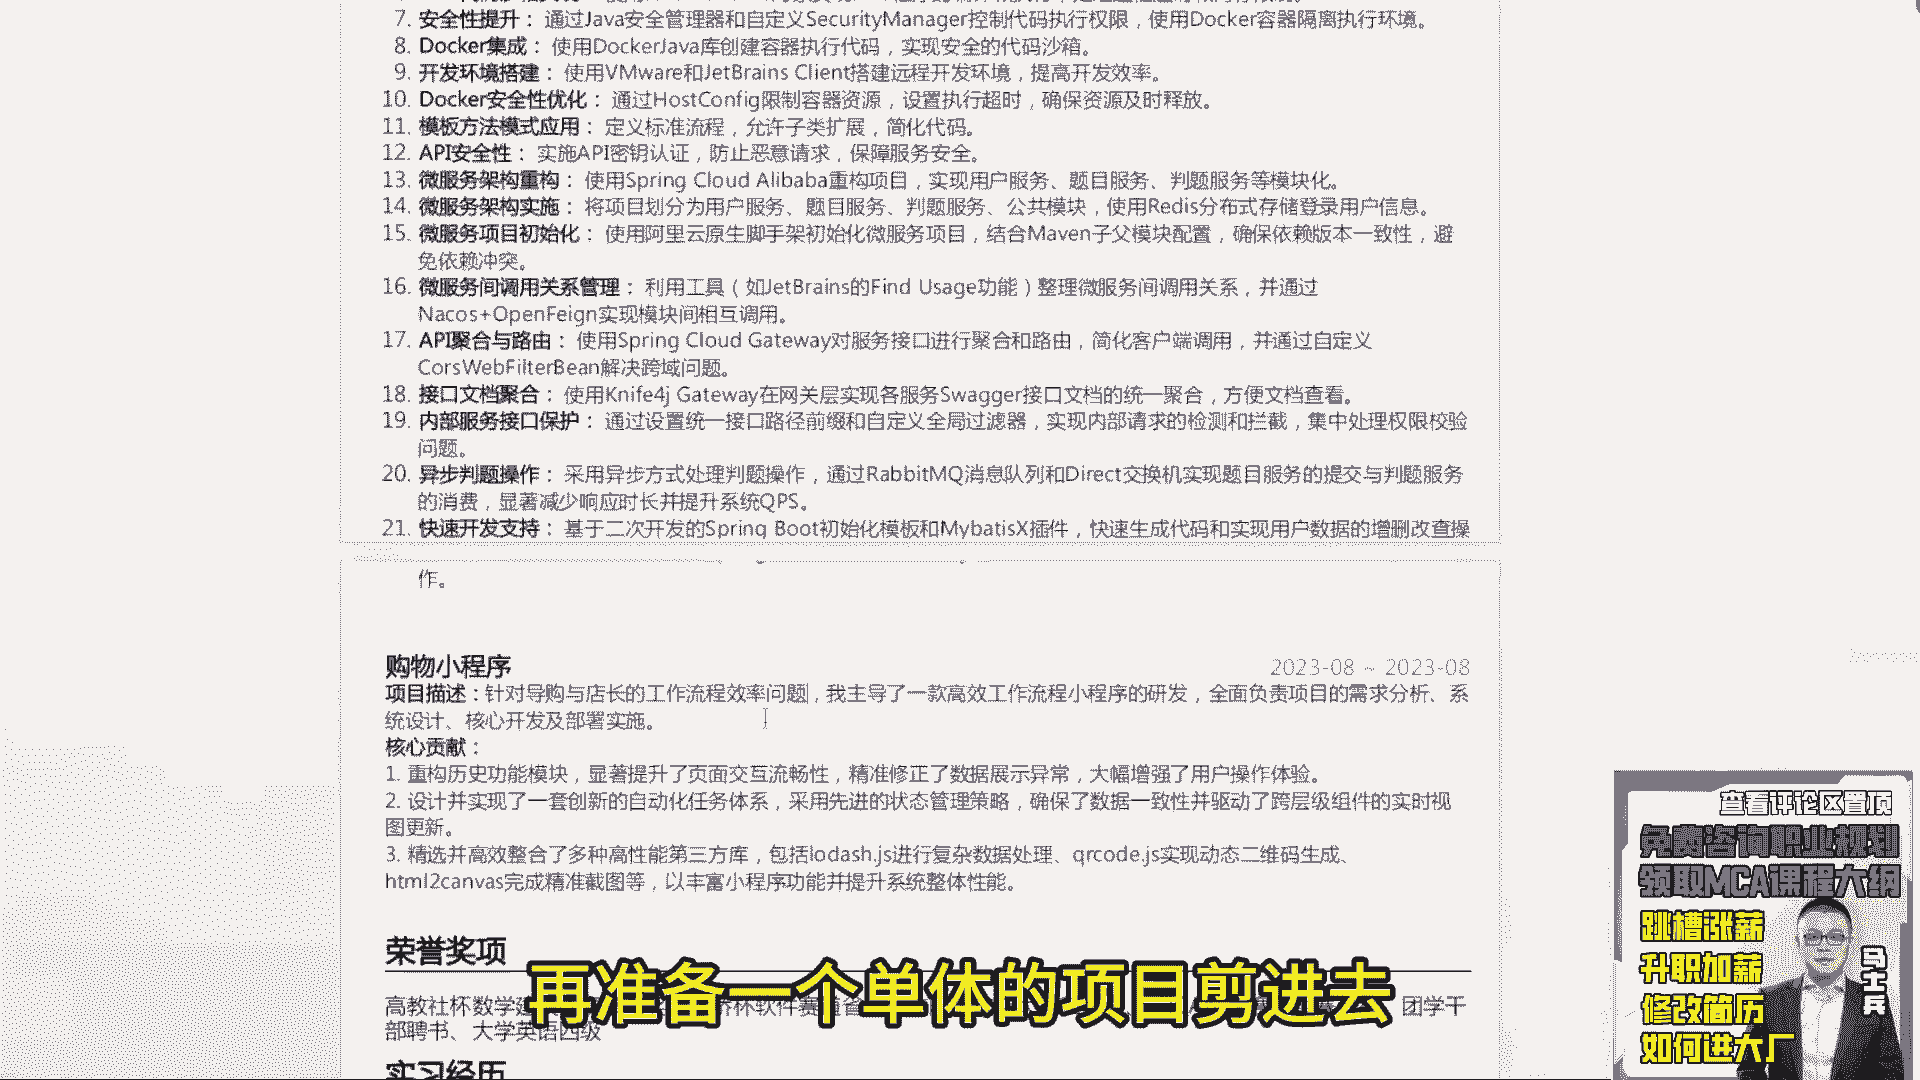 7. 安全性提升： 通过Java安全管理器和自定义SecurityManager控制代码执行权限，使用Docker容器隔离执行环境。
8. Docker集成： 使用DockerJava库创建容器执行代码，实现安全的代码沙箱。
9. 开发环境搭建： 使用VMware和JetBrains Client搭建远程开发环境，提高开发效率。
10. Docker安全性优化： 通过HostConfig限制容器资源，设置执行超时，确保资源及时释放。
11. 模板方法模式应用： 定义标准流程，允许子类扩展，简化代码。
12. API安全性： 实施API密钥认证，防止恶意请求，保障服务安全。
13. 微服务架构重构： 使用Spring Cloud Alibaba重构项目，实现用户服务、题目服务、判题服务等模块化。
14. 微服务架构实施： 将项目划分为用户服务、题目服务、判题服务、公共模块，使用Redis分布式存储登录用户信息。
15. 微服务项目初始化： 使用阿里云原生脚手架初始化微服务项目，结合Maven子父模块配置，确保依赖版本一致性，避
免依赖冲突。
16. 微服务间调用关系管理： 利用工具（如JetBrains的Find Usage功能）整理微服务间调用关系，并通过
Nacos+OpenFeign实现模块间相互调用。
17. API聚合与路由： 使用Spring Cloud Gateway对服务接口进行聚合和路由，简化客户端调用，并通过自定义
CorsWebFilterBean解决跨域问题。
18. 接口文档聚合： 使用Knife4j Gateway在网关层实现各服务Swagger接口文档的统一聚合，方便文档查看。
19. 内部服务接口保护： 通过设置统一接口路径前缀和自定义全局过滤器，实现内部请求的检测和拦截，集中处理权限校验
问题。
20. 异步判题操作： 采用异步方式处理判题操作，通过RabbitMQ消息队列和Direct交换机实现题目服务的提交与判题服务
的消费，显著减少响应时长并提升系统QPS。
21. 快速开发支持： 基于二次开发的Spring Boot初始化模板和MybatisX插件，快速生成代码和实现用户数据的增删改查操
作。
购物小程序 2023-08 ~ 2023-08
项目描述：针对导购与店长的工作流程效率问题，我主导了一款高效工作流程小程序的研发，全面负责项目的需求分析、系
统设计、核心开发及部署实施。
核心贡献：
1. 重构历史功能模块，显著提升了页面交互流畅性，精准修正了数据展示异常，大幅增强了用户操作体验。
2. 设计并实现了一套创新的自动化任务体系，采用先进的状态管理策略，确保了数据一致性并驱动了跨层级组件的实时视
图更新。
3. 精选并高效整合了多种高性能第三方库，包括lodash.js进行复杂数据处理、qrcode.js实现动态二维码生成、
html2canvas完成精准截图等，以丰富小程序功能并提升系统整体性能。
荣誉奖项
高教社杯数学建 桥杯软件赛道省 团学干
部聘书、大学英语四级
实习经历
再准备一个单体的项目剪进去
查看评论区置顶
免费咨询职业规划
领取MCA课程大纲
跳槽涨薪
升职加薪
修改简历
如何进大厂
马士兵